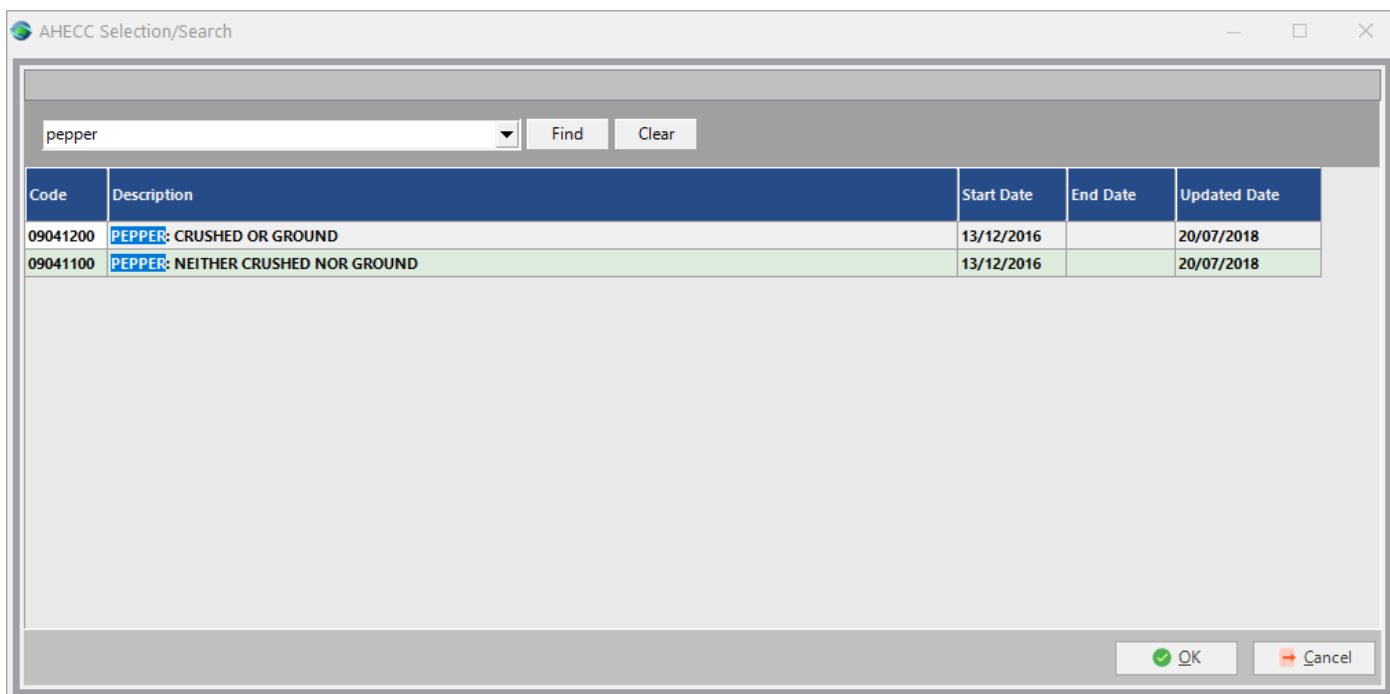 AHECC Selection/Search
pepper Find Clear
Code Description Start Date End Date Updated Date
09041200 PEPPER: CRUSHED OR GROUND 13/12/2016 20/07/2018
09041100 PEPPER: NEITHER CRUSHED NOR GROUND 13/12/2016 20/07/2018
OK Cancel